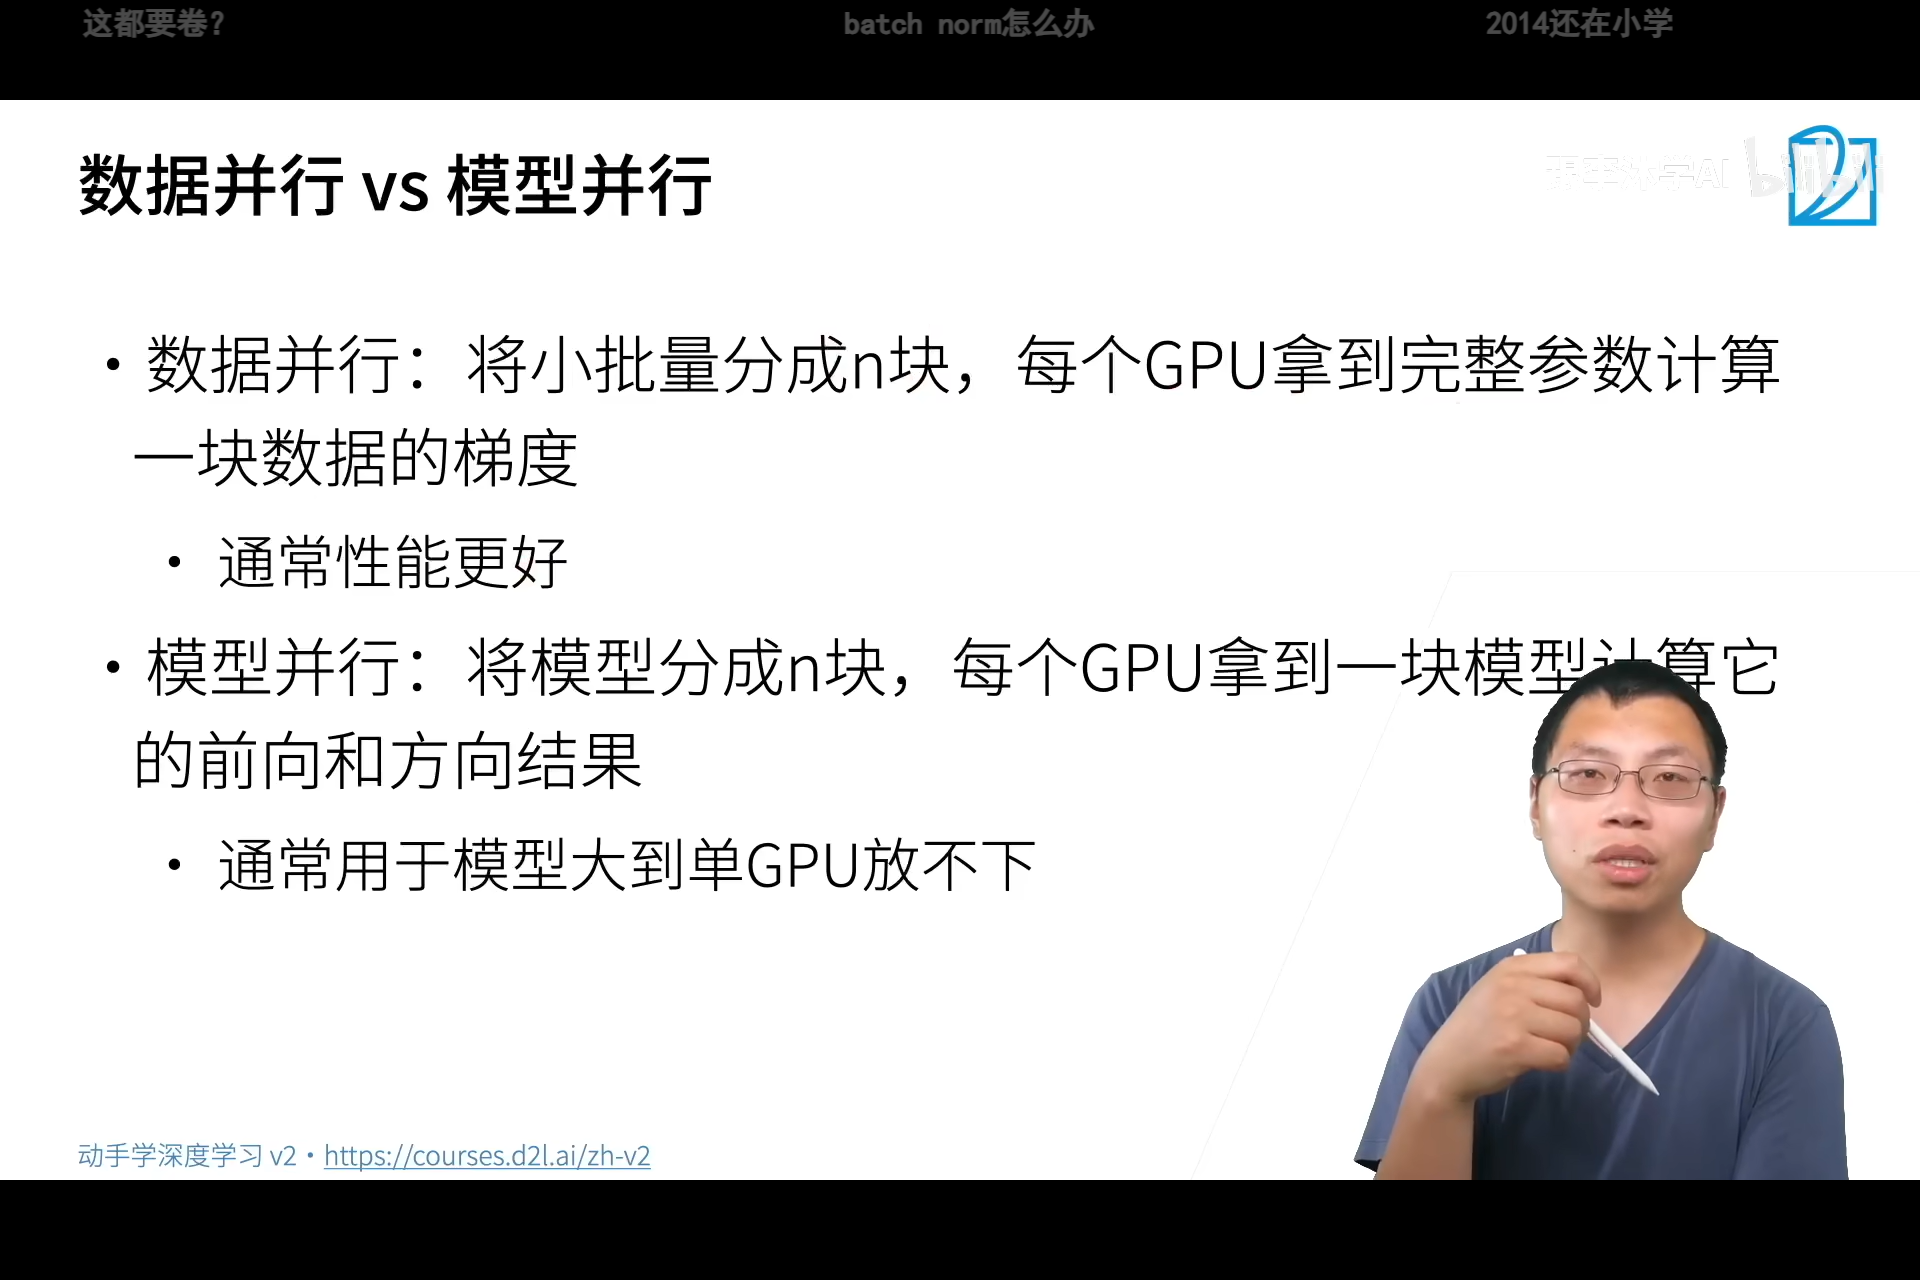 这都要卷？
batch norm怎么办
2014还在小学
数据并行 vs 模型并行
跟李沐学AI bilibili
• 数据并行：将小批量分成n块，每个GPU拿到完整参数计算
一块数据的梯度
• 通常性能更好
• 模型并行：将模型分成n块，每个GPU拿到一块模型计算它
的前向和方向结果
• 通常用于模型大到单GPU放不下
动手学深度学习 v2 • https://courses.d2l.ai/zh-v2